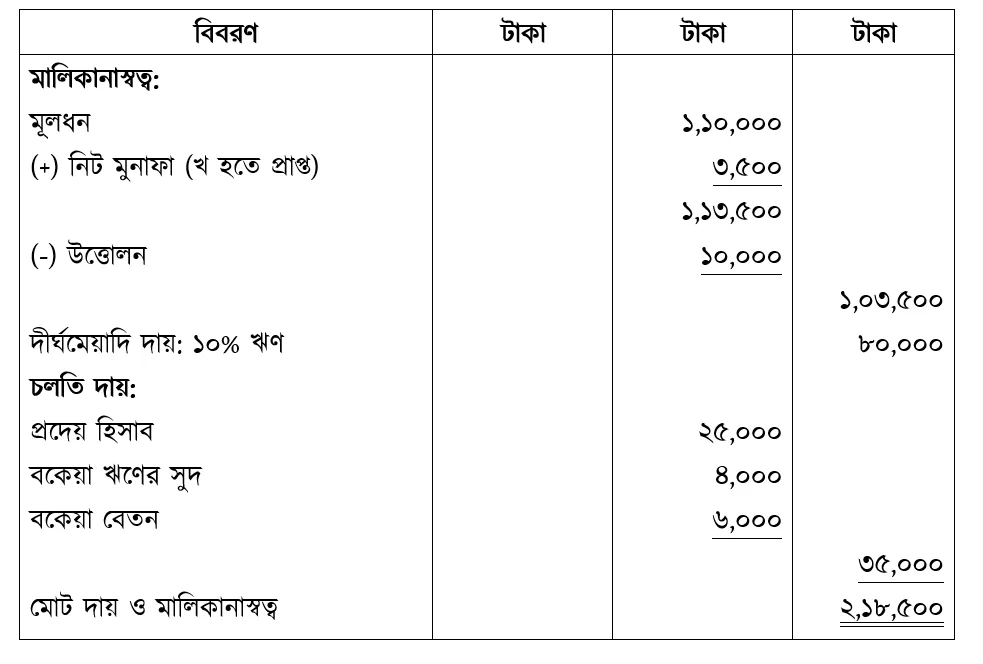 বিবরণ টাকা টাকা টাকা
মালিকানাস্বত্ব:
মূলধন ১,১০,০০০
(+) নিট মুনাফা (খ হতে প্রাপ্ত) ৩,৫০০
১,১৩,৫০০
(-) উত্তোলন ১০,০০০
১,০৩,৫০০
দীর্ঘমেয়াদি দায়: ১০% ঋণ ৮০,০০০
চলতি দায়:
প্রদেয় হিসাব ২৫,০০০
বকেয়া ঋণের সুদ ৪,০০০
বকেয়া বেতন ৬,০০০
৩৫,০০০
মোট দায় ও মালিকানাস্বত্ব ২,১৮,৫০০